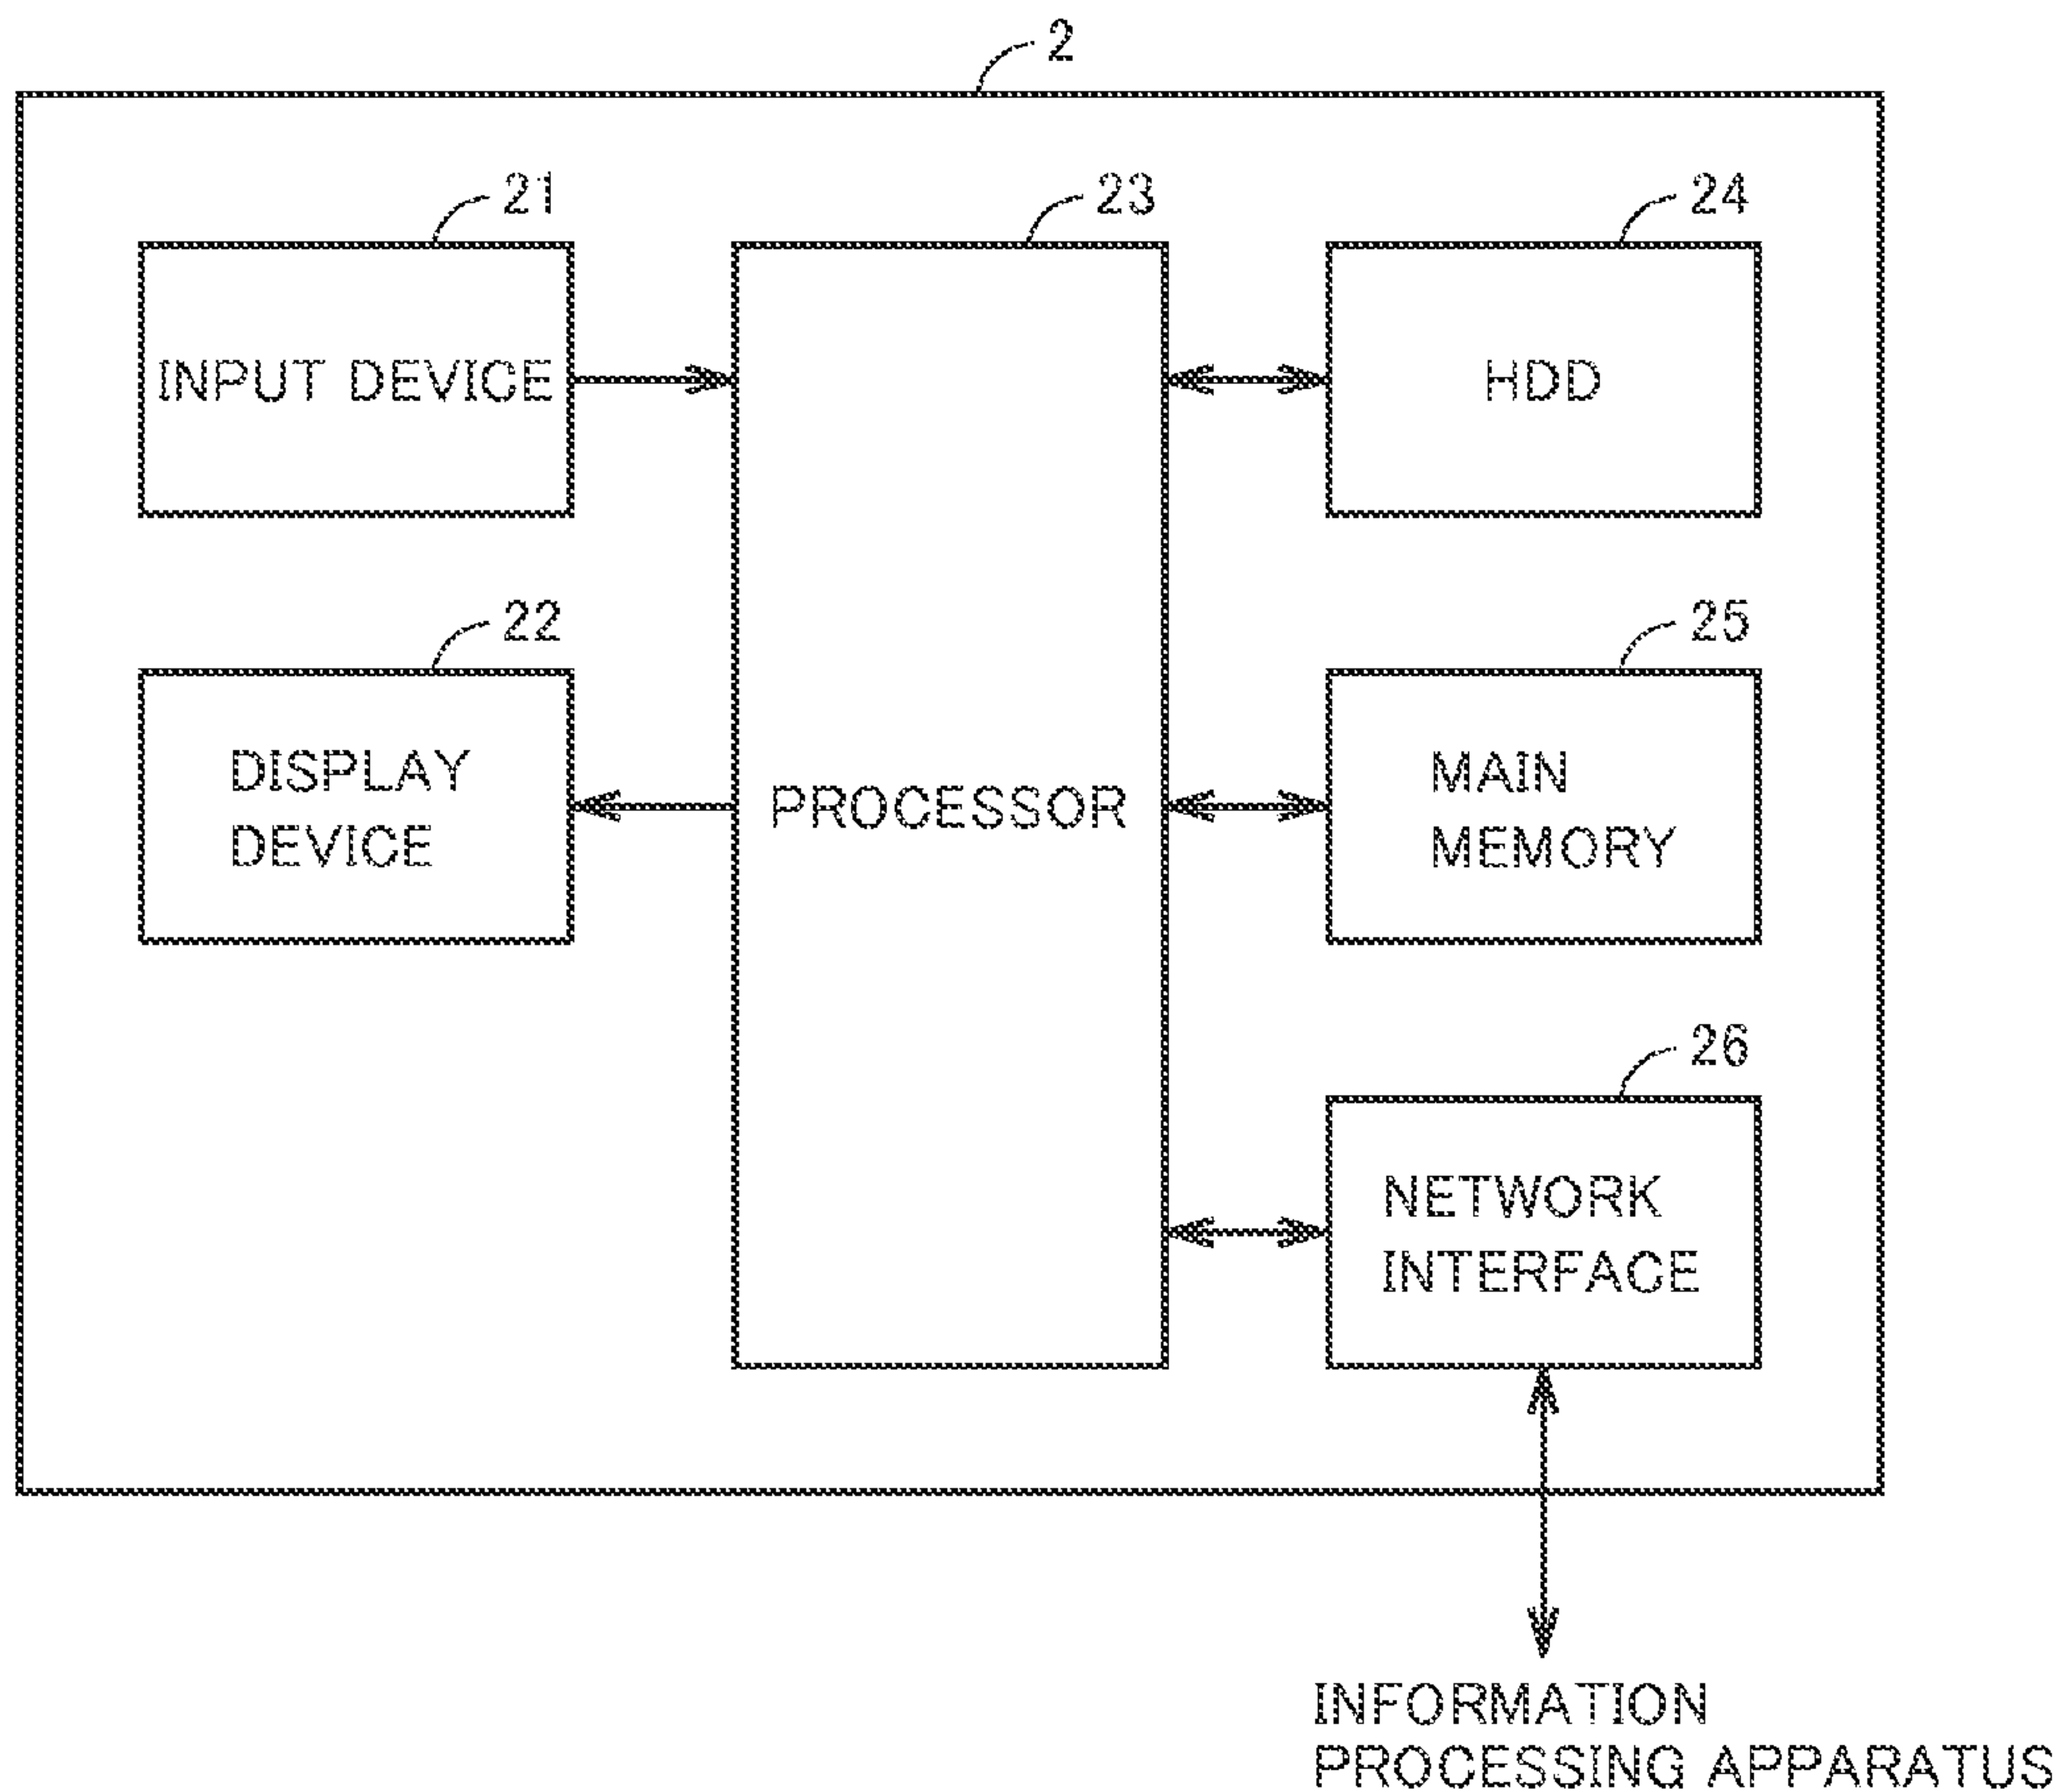 2
21
23
24
INPUT DEVICE
HDD
22
25
DISPLAY
DEVICE
PROCESSOR
MAIN
MEMORY
26
NETWORK
INTERFACE
INFORMATION
PROCESSING APPARATUS